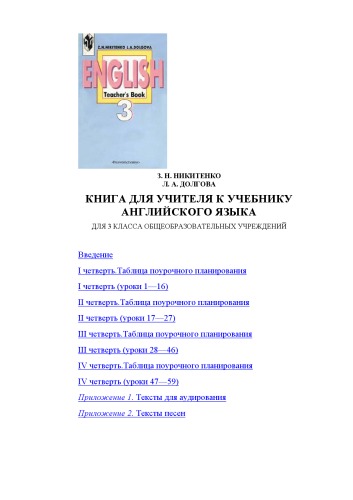 Z. N. NIKITENKO L. A. DOLGOVA
ENGLISH
Teacher's Book
3
З. Н. НИКИТЕНКО
Л. А. ДОЛГОВА
КНИГА ДЛЯ УЧИТЕЛЯ К УЧЕБНИКУ
АНГЛИЙСКОГО ЯЗЫКА
ДЛЯ 3 КЛАССА ОБЩЕОБРАЗОВАТЕЛЬНЫХ УЧРЕЖДЕНИЙ
Введение
I четверть.Таблица поурочного планирования
I четверть (уроки 1—16)
II четверть.Таблица поурочного планирования
II четверть (уроки 17—27)
III четверть.Таблица поурочного планирования
III четверть (уроки 28—46)
IV четверть.Таблица поурочного планирования
IV четверть (уроки 47—59)
Приложение 1. Тексты для аудирования
Приложение 2. Тексты песен